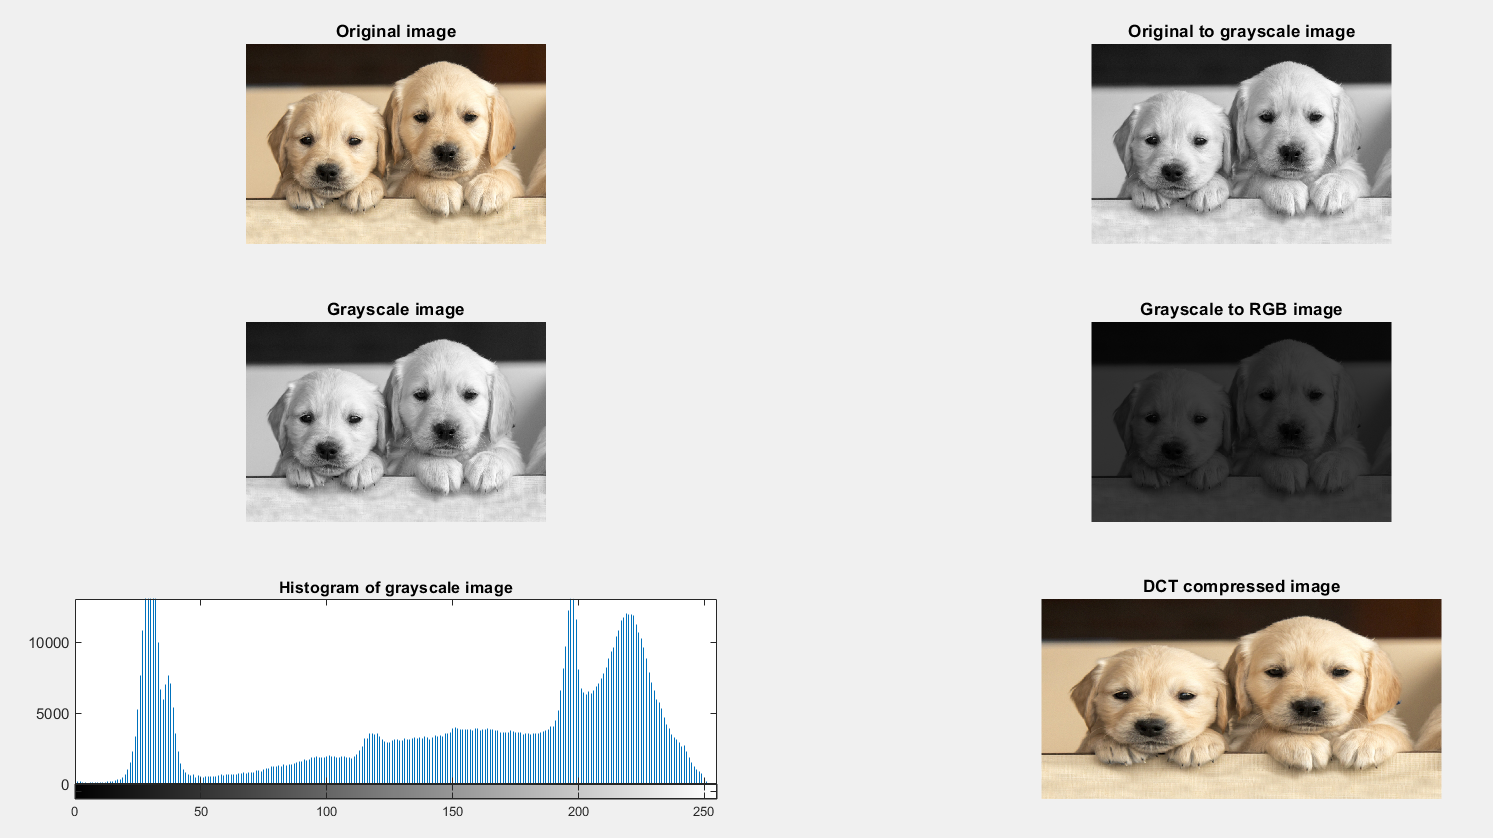 Original image
Original to grayscale image
Grayscale image
Grayscale to RGB image
Histogram of grayscale image
DCT compressed image
10000
5000
0
0 50 100 150 200 250